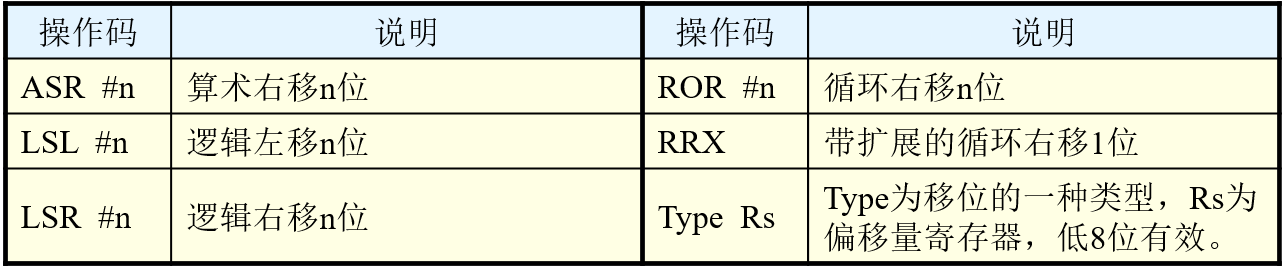 操作码 说明 操作码 说明
ASR #n 算术右移n位 ROR #n 循环右移n位
LSL #n 逻辑左移n位 RRX 带扩展的循环右移1位
LSR #n 逻辑右移n位 Type Rs Type为移位的一种类型，Rs为
偏移量寄存器，低8位有效。